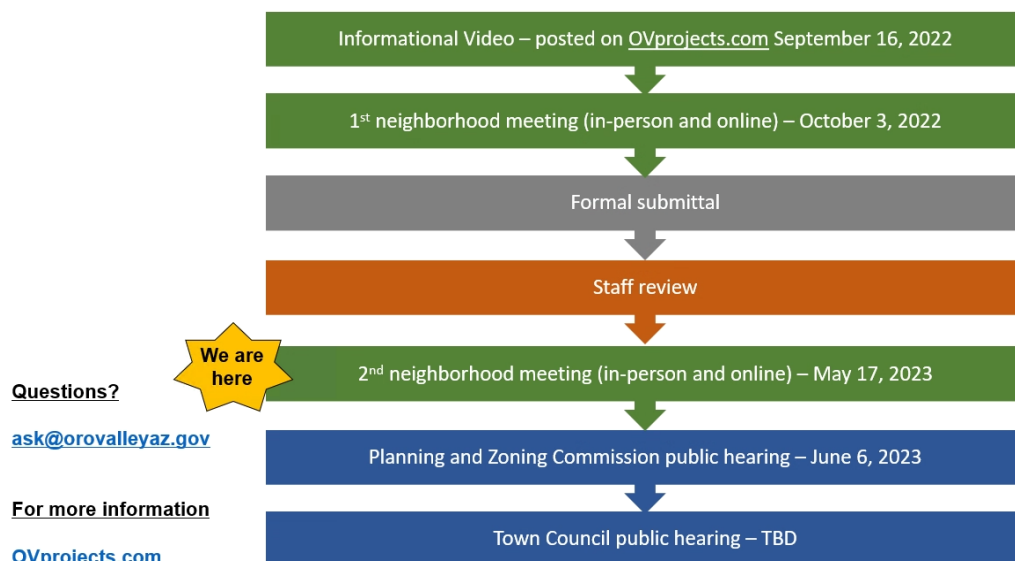 Informational Video – posted on OVprojects.com September 16, 2022
1st neighborhood meeting (in-person and online) – October 3, 2022
Formal submittal
Staff review
We are
here
2nd neighborhood meeting (in-person and online) – May 17, 2023
Planning and Zoning Commission public hearing – June 6, 2023
Town Council public hearing – TBD
Questions?
ask@orovalleyaz.gov
For more information
OVprojects.com